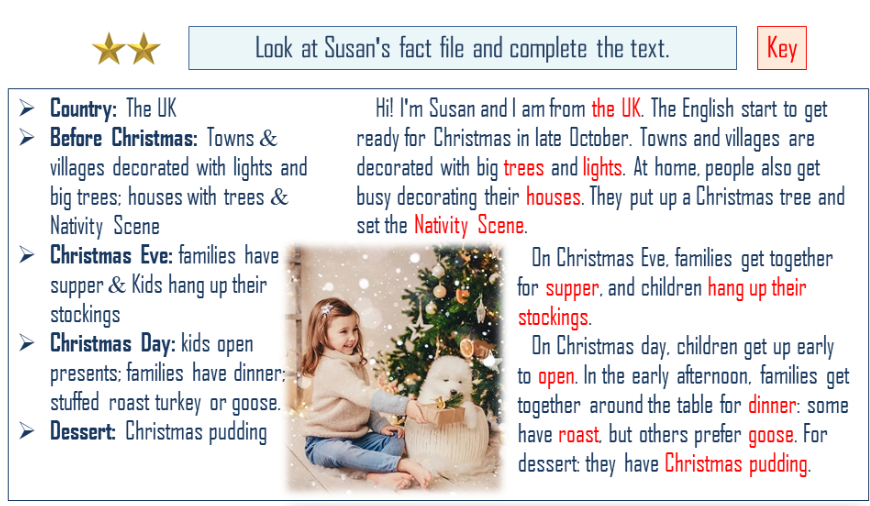 Look at Susan's fact file and complete the text.
Key
➤ Country: The UK
➤ Before Christmas: Towns &
villages decorated with lights and
big trees; houses with trees &
Nativity Scene
➤ Christmas Eve: families have
supper & Kids hang up their
stockings
➤ Christmas Day: kids open
presents; families have dinner;
stuffed roast turkey or goose.
➤ Dessert: Christmas pudding
Hi! I'm Susan and I am from the UK. The English start to get
ready for Christmas in late October. Towns and villages are
decorated with big trees and lights. At home, people also get
busy decorating their houses. They put up a Christmas tree and
set the Nativity Scene.
On Christmas Eve, families get together
for supper, and children hang up their
stockings.
On Christmas day, children get up early
to open. In the early afternoon, families get
together around the table for dinner: some
have roast, but others prefer goose. For
dessert: they have Christmas pudding.